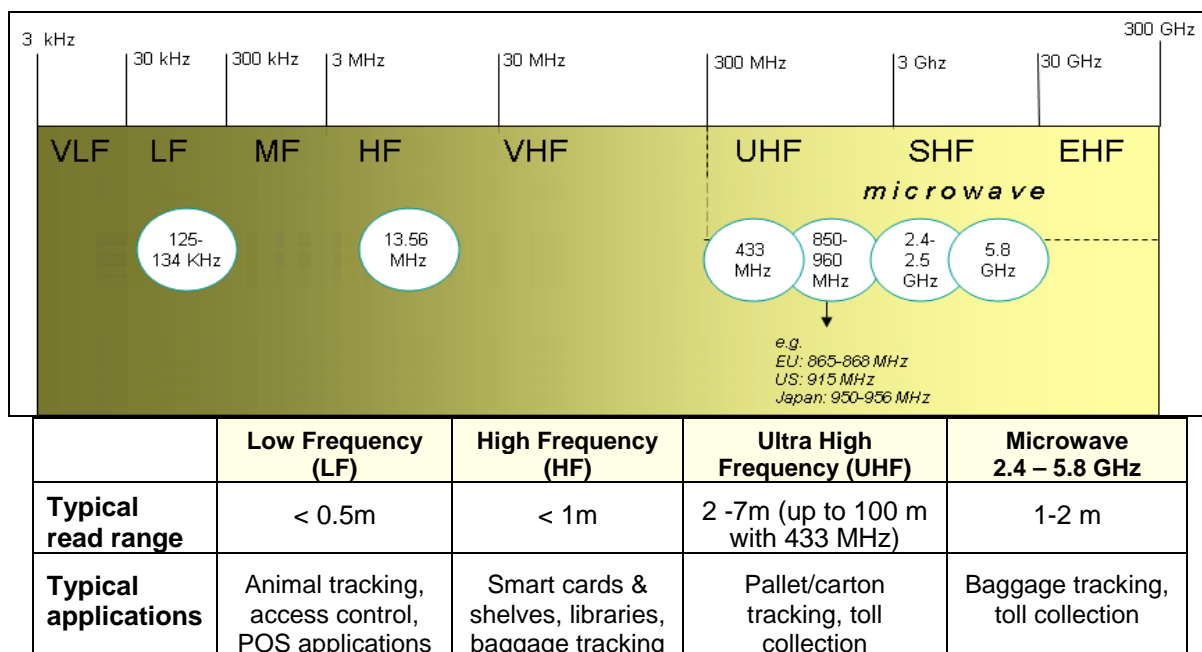 3 kHz
30 kHz
300 kHz
3 MHz
30 MHz
300 MHz
3 Ghz
30 GHz
300 GHz
VLF LF MF HF VHF UHF SHF EHF
microwave
125-
134 KHz
13.56
MHz
433
MHz
850-
960
MHz
2.4-
2.5
GHz
5.8
GHz
e.g.
EU: 865-868 MHz
US: 915 MHz
Japan: 950-956 MHz
Low Frequency
(LF)
High Frequency
(HF)
Ultra High
Frequency (UHF)
Microwave
2.4 – 5.8 GHz
Typical
read range
< 0.5m
< 1m
2 -7m (up to 100 m
with 433 MHz)
1-2 m
Typical
applications
Animal tracking,
access control,
POS applications
Smart cards &
shelves, libraries,
baggage tracking
Pallet/carton
tracking, toll
collection
Baggage tracking,
toll collection